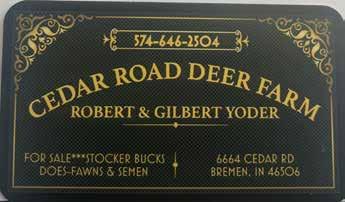 574-646-2504
CEDAR ROAD DEER FARM
ROBERT & GILBERT YODER
FOR SALE***STOCKER BUCKS
DOES-FAWNS & SEMEN
6664 CEDAR RD
BREMEN, IN 46506